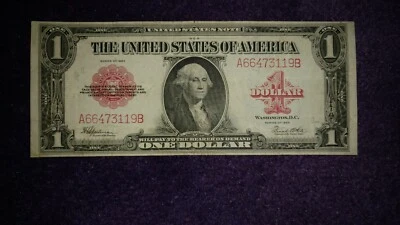 UNITED STATES NOTE
1
1
THE UNITED STATES OF AMERICA
A66473119B
1
DOLLAR
A66473119B
WASHINGTON, D.C.
WILL PAY TO THE BEARER ON DEMAND
1
ONE DOLLAR
1